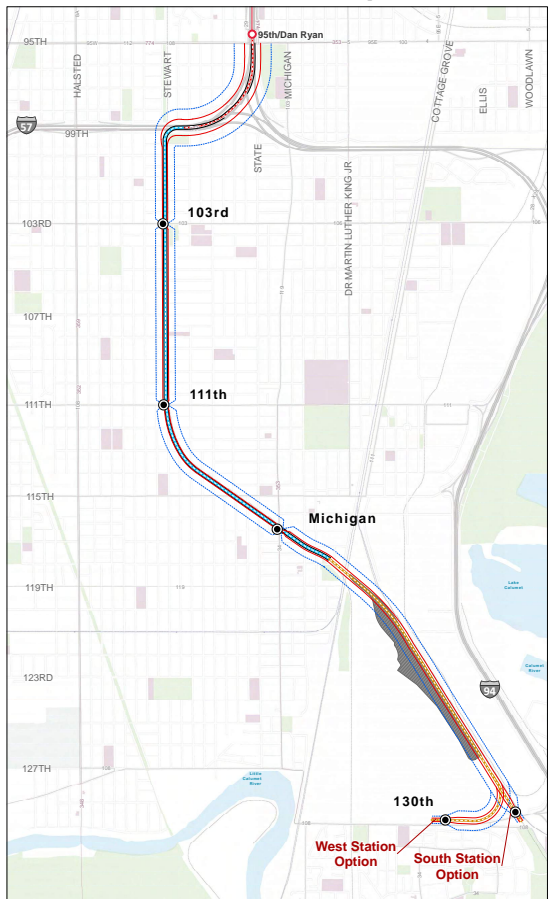 95th/Dan Ryan
95TH
HALSTED
STEWART
MICHIGAN
COTTAGE GROVE
ELLIS
WOODLAWN
57
99TH
STATE
DR MARTIN LUTHER KING JR
103rd
103RD
107TH
111th
111TH
111
115TH
Michigan
119TH
119
Lake
Calumet
Calumet
River
123RD
94
127TH
Little
Calumet
River
130th
West Station
Option
South Station
Option